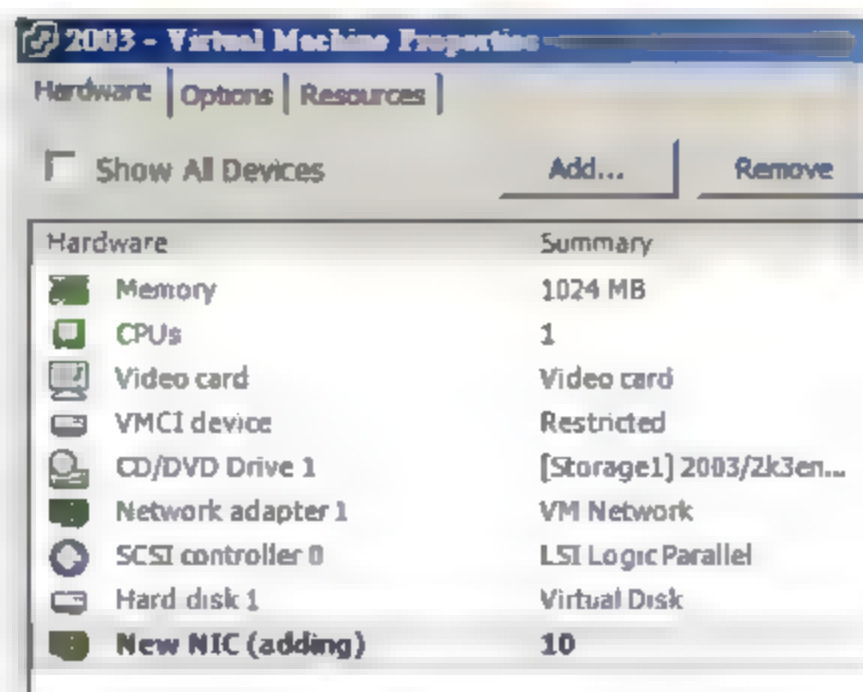 2003 - Virtual Machine Properties
Hardware Options Resources
Show All Devices Add... Remove
Hardware Summary
Memory 1024 MB
CPUs 1
Video card Video card
VMCI device Restricted
CD/DVD Drive 1 [Storage1] 2003/2k3en...
Network adapter 1 VM Network
SCSI controller 0 LSI Logic Parallel
Hard disk 1 Virtual Disk
New NIC (adding) 10